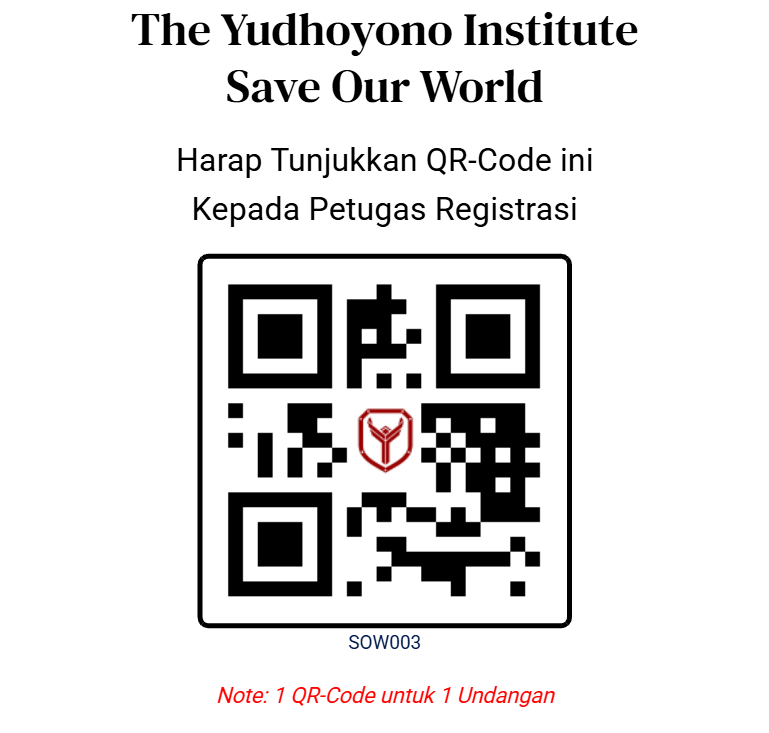 The Yudhoyono Institute
Save Our World
Harap Tunjukkan QR-Code ini
Kepada Petugas Registrasi
SOW003
Note: 1 QR-Code untuk 1 Undangan